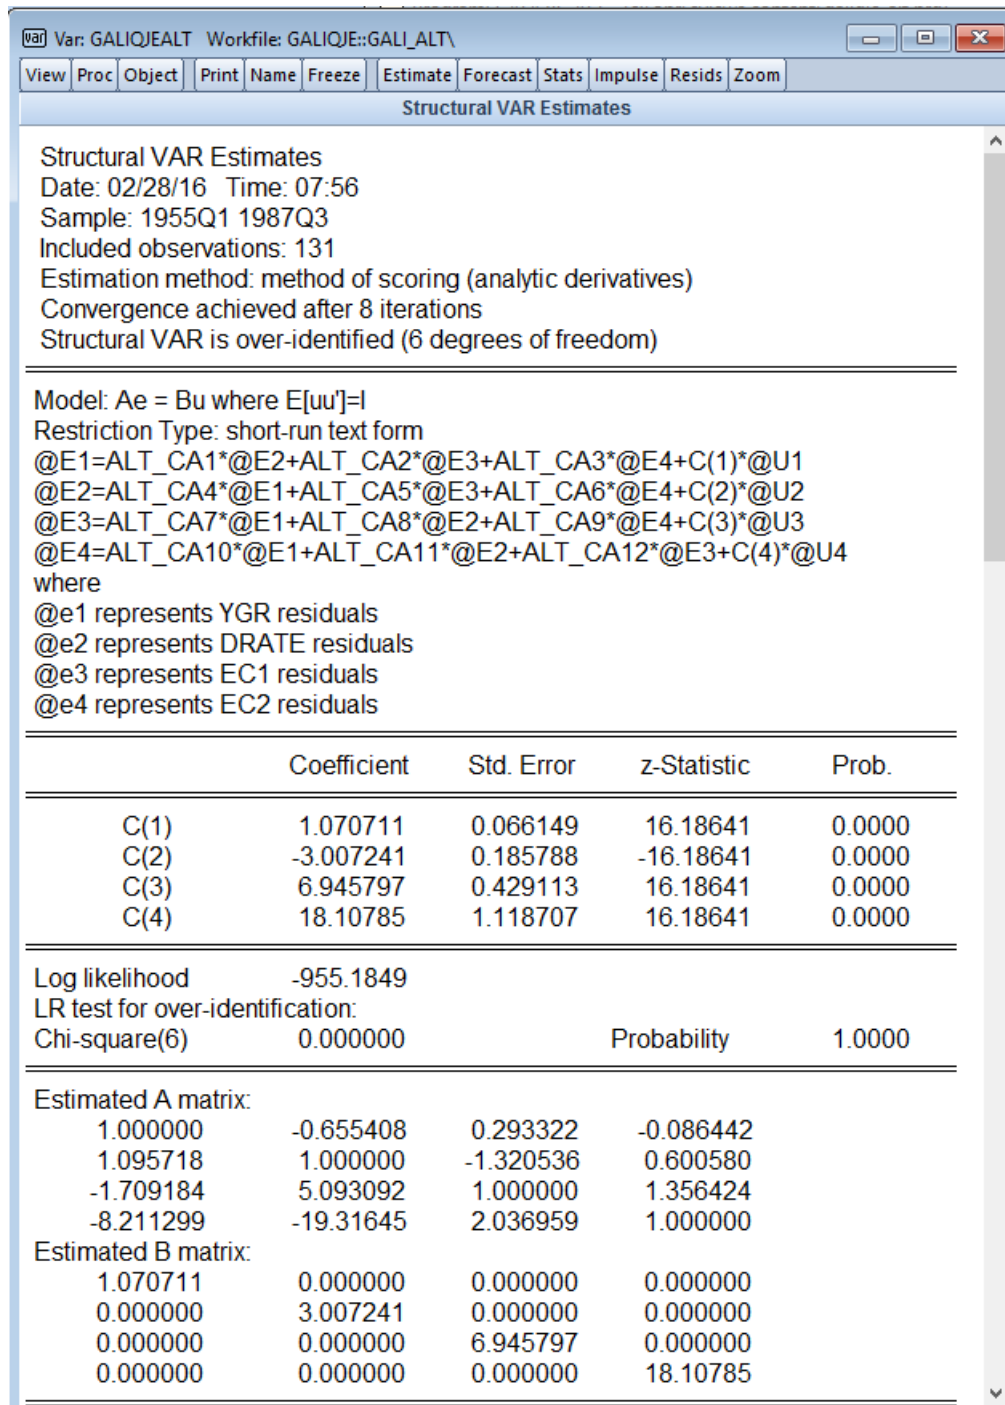 Var: GALIQJEALT Workfile: GALIQJE::GALI_ALT\
View Proc Object Print Name Freeze Estimate Forecast Stats Impulse Resids Zoom
Structural VAR Estimates
Structural VAR Estimates
Date: 02/28/16 Time: 07:56
Sample: 1955Q1 1987Q3
Included observations: 131
Estimation method: method of scoring (analytic derivatives)
Convergence achieved after 8 iterations
Structural VAR is over-identified (6 degrees of freedom)
Model: Ae = Bu where E[uu']=I
Restriction Type: short-run text form
@E1=ALT_CA1*@E2+ALT_CA2*@E3+ALT_CA3*@E4+C(1)*@U1
@E2=ALT_CA4*@E1+ALT_CA5*@E3+ALT_CA6*@E4+C(2)*@U2
@E3=ALT_CA7*@E1+ALT_CA8*@E2+ALT_CA9*@E4+C(3)*@U3
@E4=ALT_CA10*@E1+ALT_CA11*@E2+ALT_CA12*@E3+C(4)*@U4
where
@e1 represents YGR residuals
@e2 represents DRATE residuals
@e3 represents EC1 residuals
@e4 represents EC2 residuals
Coefficient Std. Error z-Statistic Prob.
C(1) 1.070711 0.066149 16.18641 0.0000
C(2) -3.007241 0.185788 -16.18641 0.0000
C(3) 6.945797 0.429113 16.18641 0.0000
C(4) 18.10785 1.118707 16.18641 0.0000
Log likelihood -955.1849
LR test for over-identification:
Chi-square(6) 0.000000 Probability 1.0000
Estimated A matrix:
1.000000 -0.655408 0.293322 -0.086442
1.095718 1.000000 -1.320536 0.600580
-1.709184 5.093092 1.000000 1.356424
-8.211299 -19.31645 2.036959 1.000000
Estimated B matrix:
1.070711 0.000000 0.000000 0.000000
0.000000 3.007241 0.000000 0.000000
0.000000 0.000000 6.945797 0.000000
0.000000 0.000000 0.000000 18.10785